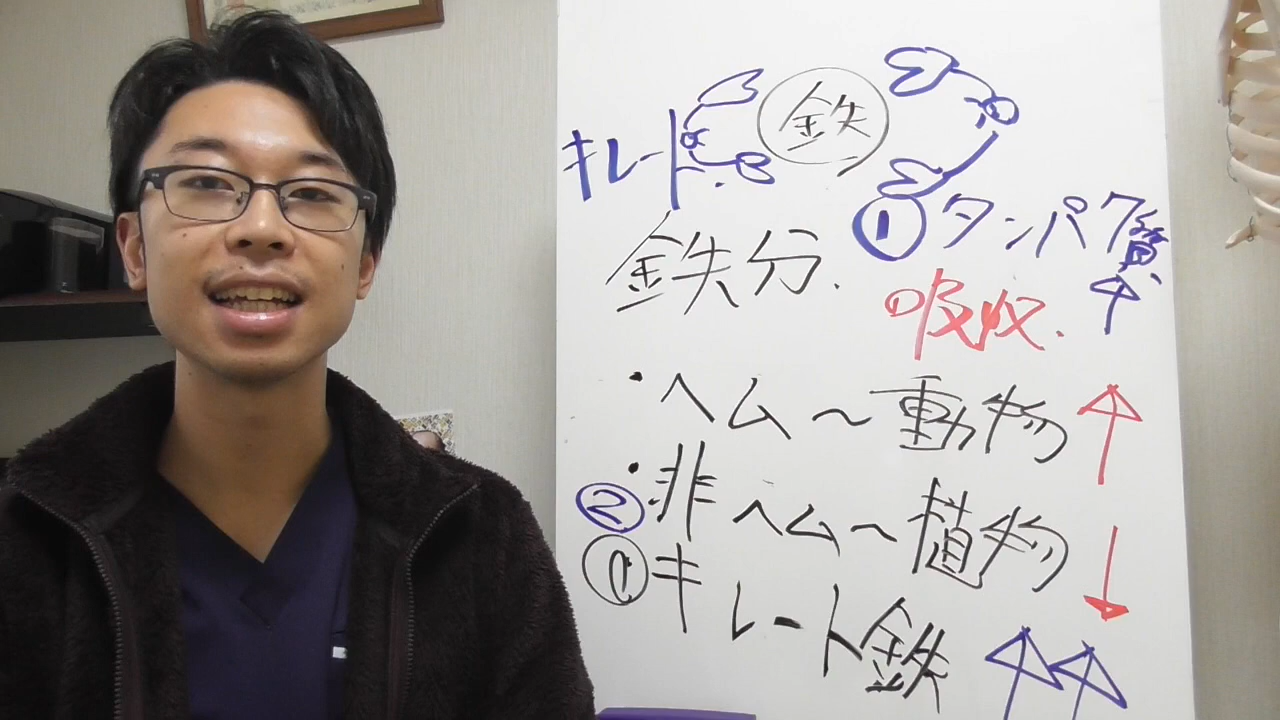 鉄
キレート
①タンパク質↑
鉄分.
の吸収.
・ヘム~動物↑
・非ヘム~植物↓
②
@キレート鉄↑↑